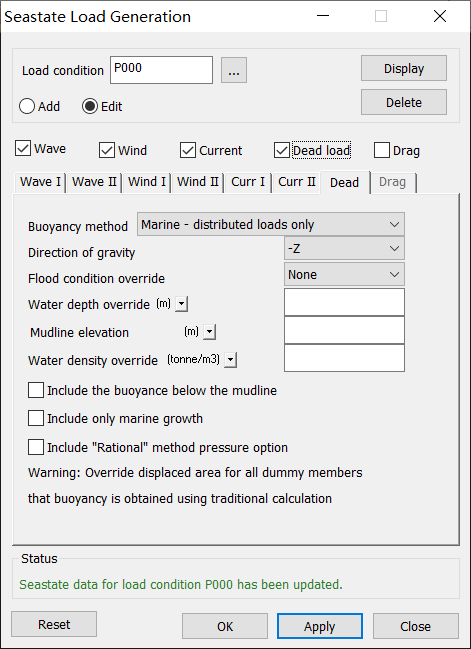 Seastate Load Generation
Load condition P000 ...
Display
Add Edit
Delete
Wave Wind Current Dead load Drag
Wave I Wave II Wind I Wind II Curr I Curr II Dead Drag
Buoyancy method Marine - distributed loads only
Direction of gravity -Z
Flood condition override None
Water depth override (m)
Mudline elevation (m)
Water density override (tonne/m3)
Include the buoyance below the mudline
Include only marine growth
Include "Rational" method pressure option
Warning: Override displaced area for all dummy members
that buoyancy is obtained using traditional calculation
Status
Seastate data for load condition P000 has been updated.
Reset OK Apply Close